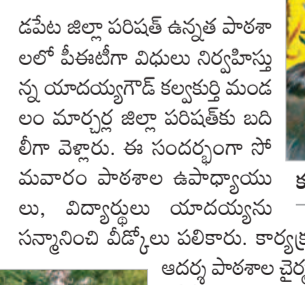 డపేట జిల్లా పరిషత్ ఉన్నత పాఠశా
లలో పీఈటీగా విధులు నిర్వహిస్తు
న్న యాదయ్యగౌడ్ కల్వకుర్తి మండ
లం మార్చర్ల జిల్లా పరిషత్‌కు బది
లీగా వెళ్లారు. ఈ సందర్భంగా సో
మవారం పాఠశాల ఉపాధ్యాయు
లు, విద్యార్థులు యాదయ్యను
సన్మానించి వీడ్కోలు పలికారు.
ఆదర్శ పాఠశాల